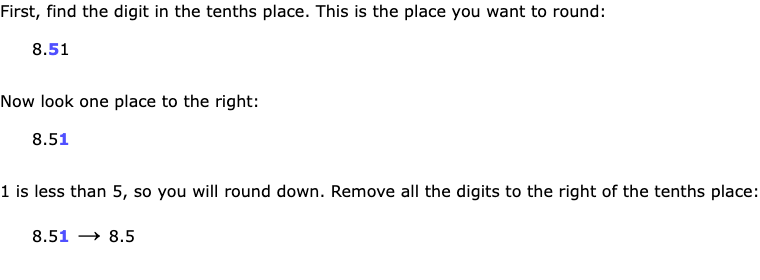 First, find the digit in the tenths place. This is the place you want to round:
8.51
Now look one place to the right:
8.51
1 is less than 5, so you will round down. Remove all the digits to the right of the tenths place:
8.51 → 8.5